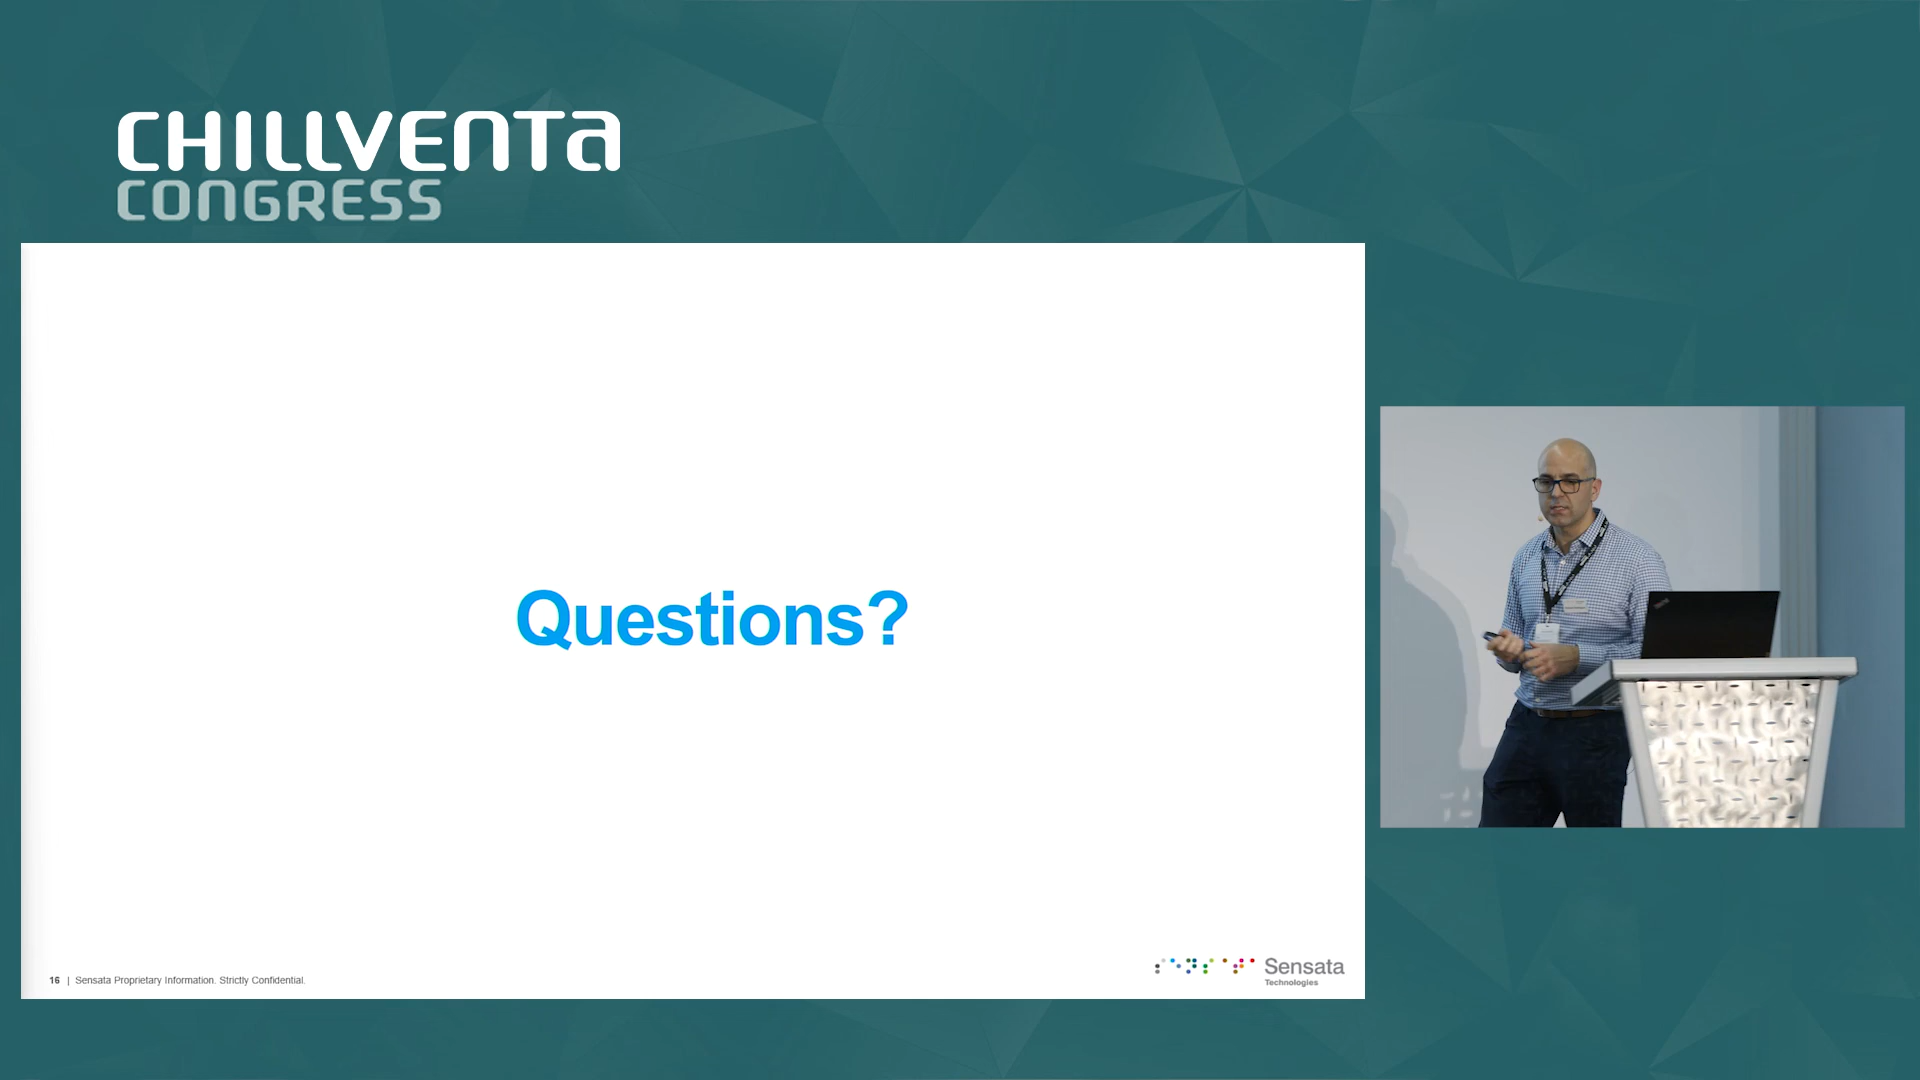 CHILLVENTA
CONGRESS
Questions?
16 | Sensata Proprietary Information. Strictly Confidential.
Sensata
Technologies